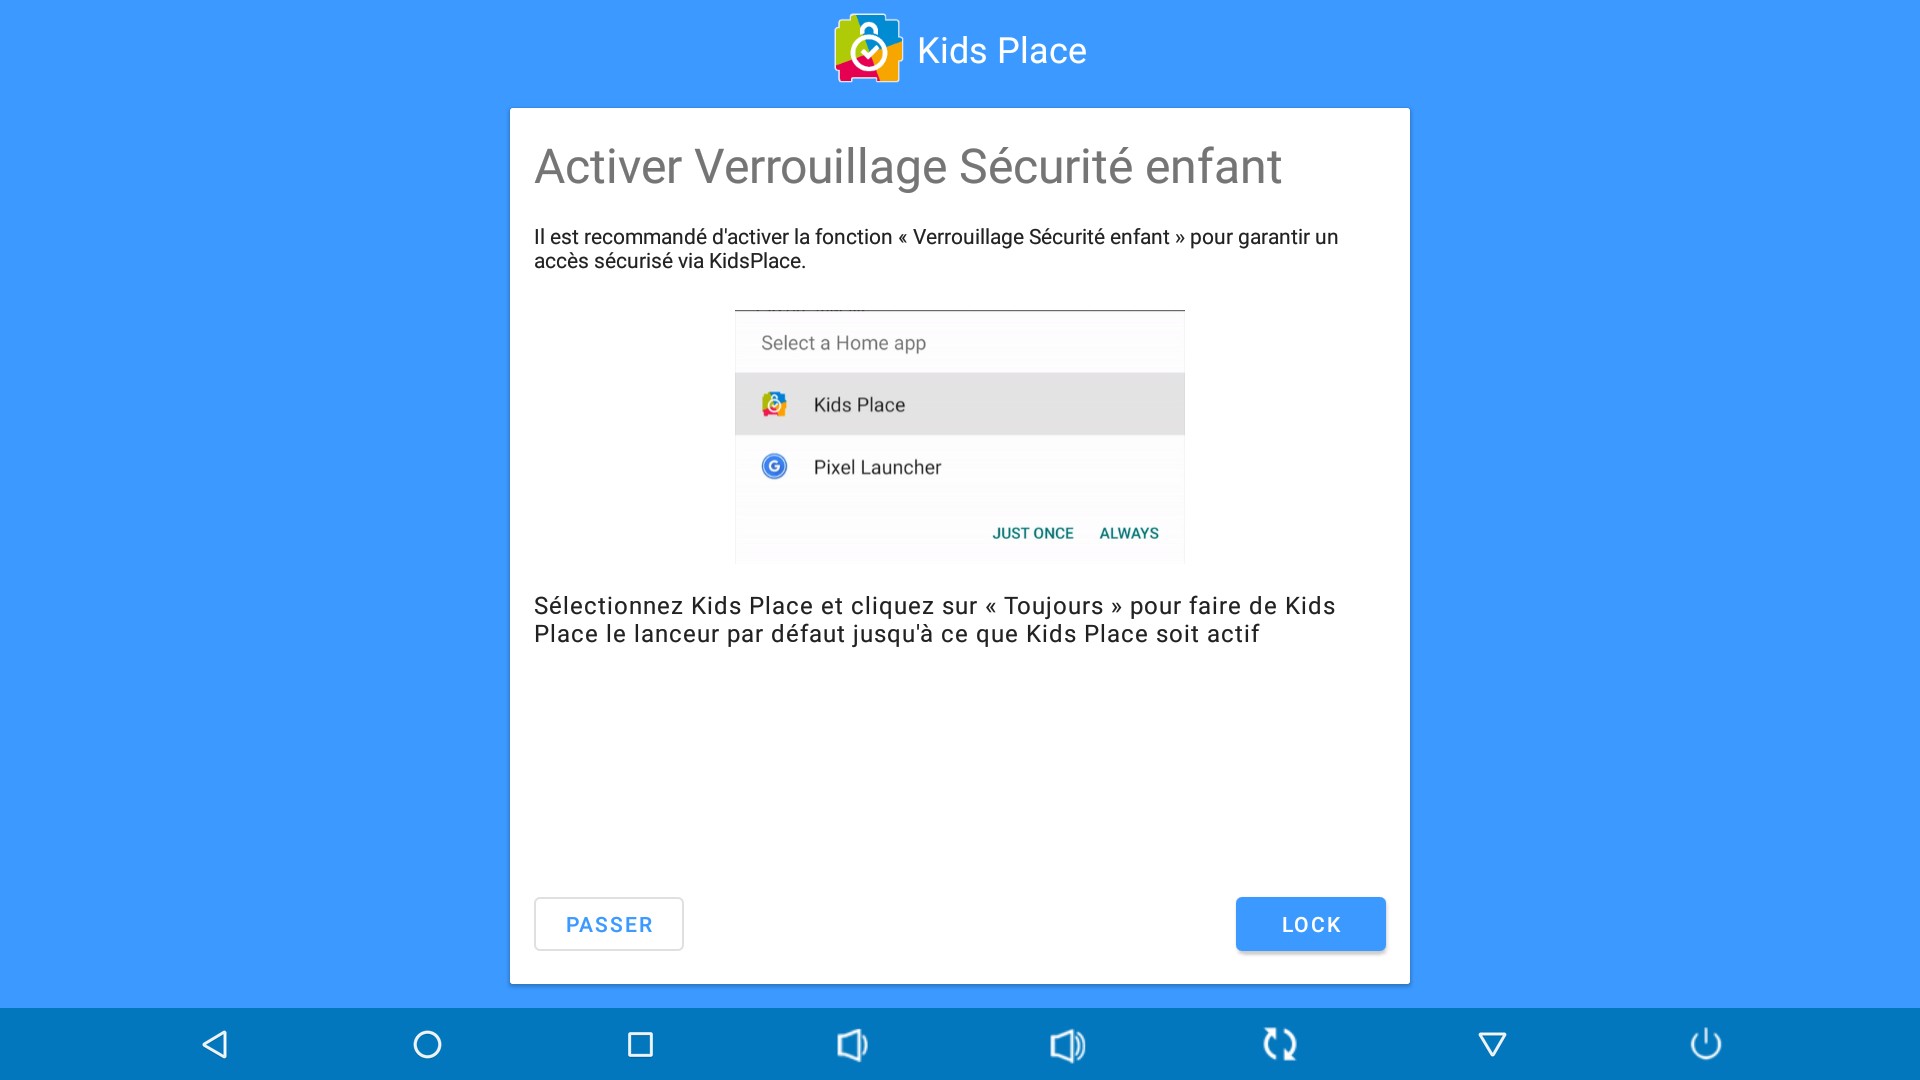 Kids Place
Activer Verrouillage Sécurité enfant
Il est recommandé d'activer la fonction « Verrouillage Sécurité enfant » pour garantir un
accès sécurisé via KidsPlace.
Select a Home app
Kids Place
Pixel Launcher
JUST ONCE ALWAYS
Sélectionnez Kids Place et cliquez sur « Toujours » pour faire de Kids
Place le lanceur par défaut jusqu'à ce que Kids Place soit actif
PASSER LOCK